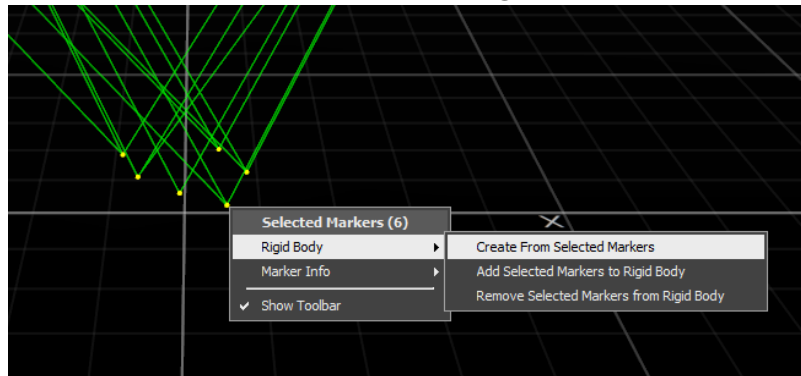 Selected Markers (6)
Rigid Body
Marker Info
Show Toolbar
Create From Selected Markers
Add Selected Markers to Rigid Body
Remove Selected Markers from Rigid Body